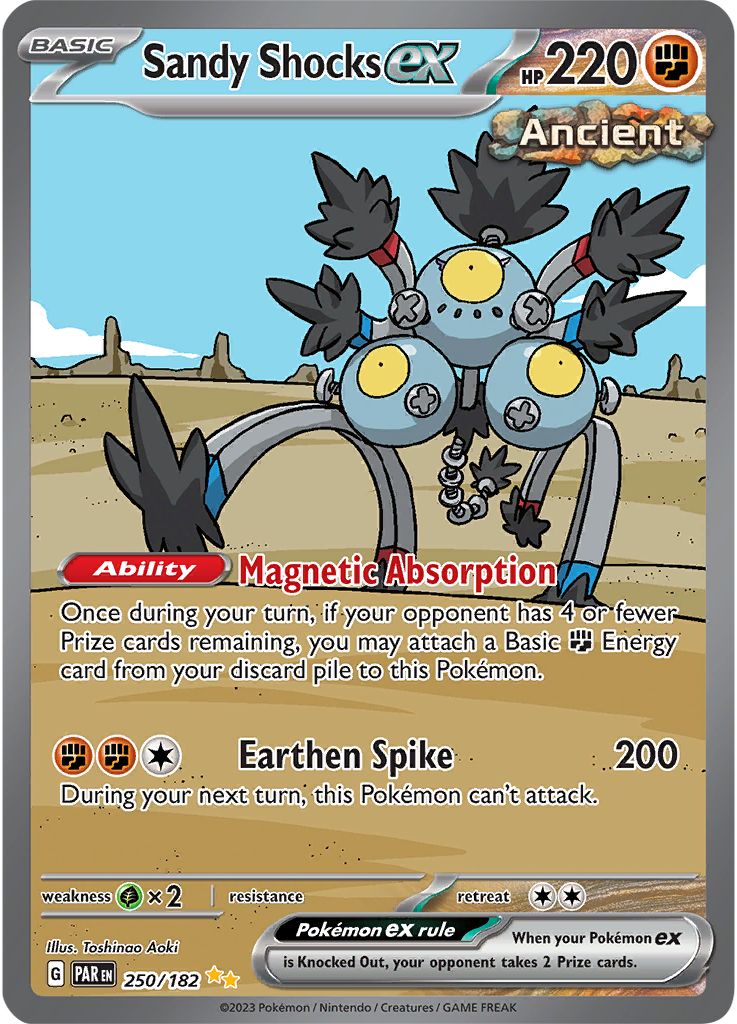 BASIC Sandy Shocks ex HP 220
Ancient
Ability Magnetic Absorption
Once during your turn, if your opponent has 4 or fewer
Prize cards remaining, you may attach a Basic Energy
card from your discard pile to this Pokémon.
Earthen Spike 200
During your next turn, this Pokémon can't attack.
weakness ×2 resistance retreat
Pokémon ex rule When your Pokémon ex
is Knocked Out, your opponent takes 2 Prize cards.
Illus. Toshinao Aoki
G PAR EN 250/182
©2023 Pokémon / Nintendo / Creatures / GAME FREAK